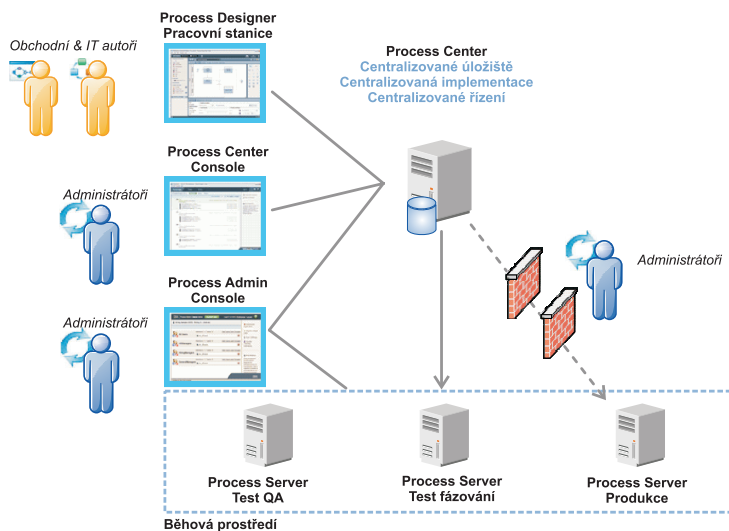 Process Designer
Pracovní stanice
Obchodní & IT autoři
Process Center
Centralizované úložiště
Centralizovaná implementace
Centralizované řízení
Process Center
Console
Administrátoři
Administrátoři
Process Admin
Console
Administrátoři
Process Server
Test QA
Process Server
Test fázování
Process Server
Produkce
Běhová prostředí